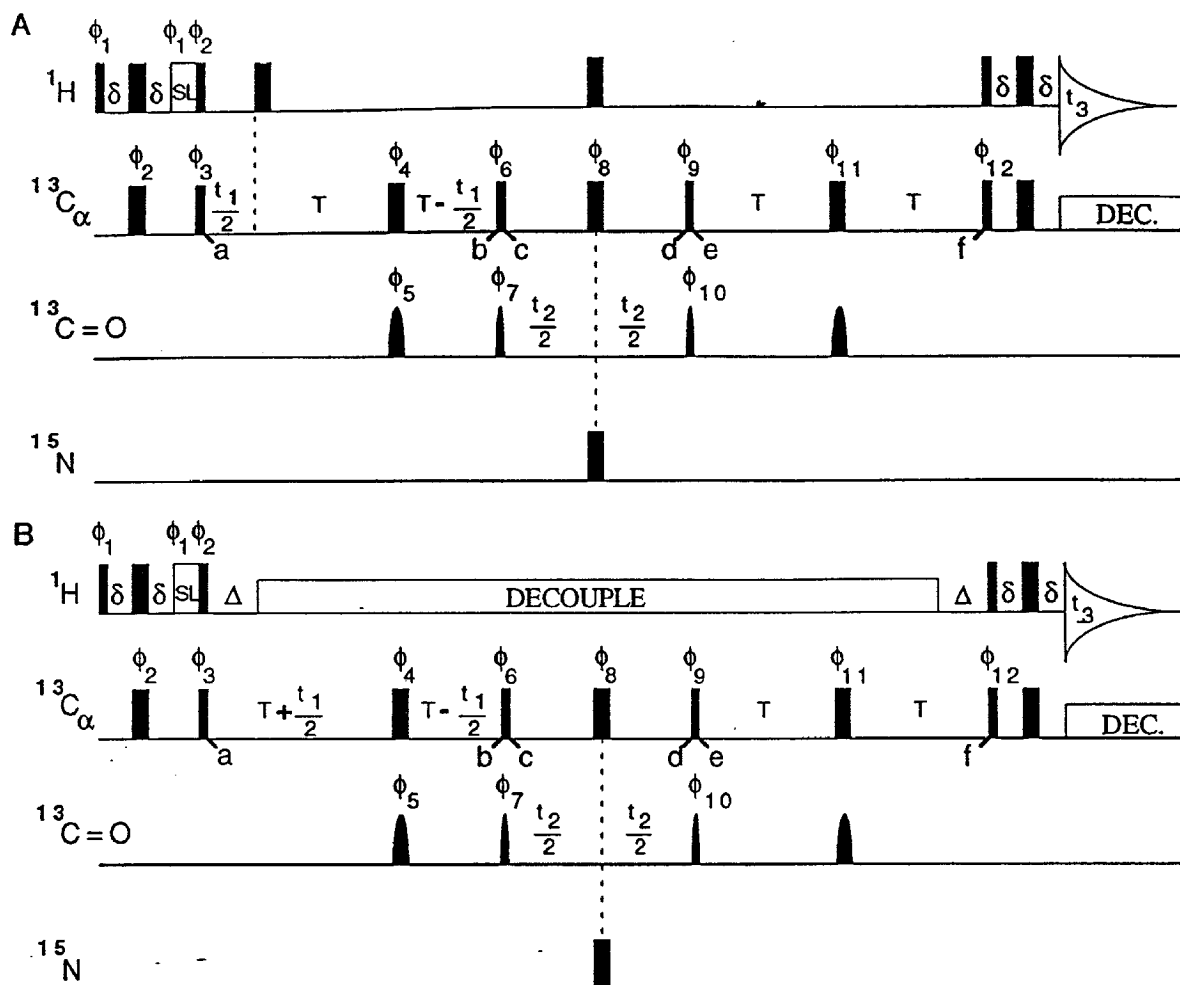 A
ϕ1 ϕ1 ϕ2
1H δ δ SL δ δ t3
ϕ2 ϕ3 ϕ4 ϕ6 ϕ8 ϕ9 ϕ11 ϕ12
13Cα t1/2 T T - t1/2 T T DEC.
a b c d e f
ϕ5 ϕ7 ϕ10
13C=O t2/2 t2/2
15N
B
ϕ1 ϕ1 ϕ2
1H δ δ SL Δ DECOUPLE Δ δ δ t3
ϕ2 ϕ3 ϕ4 ϕ6 ϕ8 ϕ9 ϕ11 ϕ12
13Cα T+t1/2 T - t1/2 T T DEC.
a b c d e f
ϕ5 ϕ7 ϕ10
13C=O t2/2 t2/2
15N